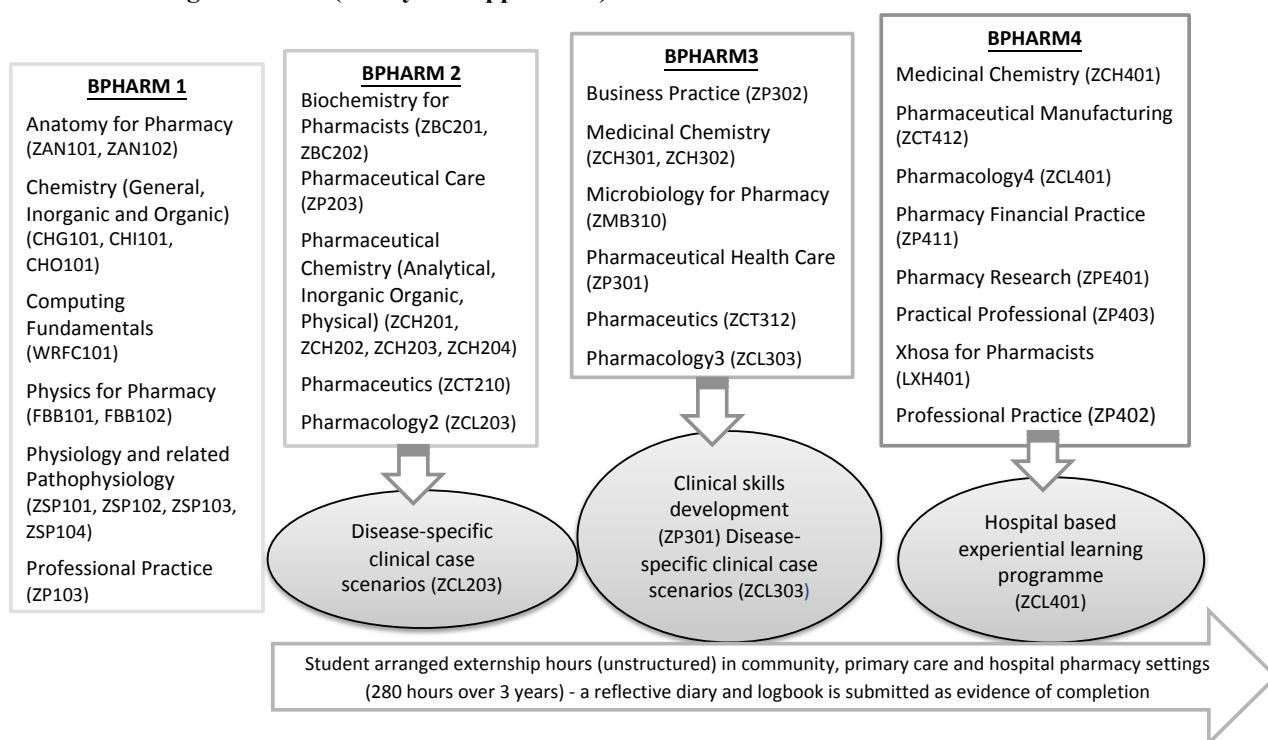 BPHARM 1
Anatomy for Pharmacy
(ZAN101, ZAN102)
Chemistry (General,
Inorganic and Organic)
(CHG101, CHI101,
CHO101)
Computing
Fundamentals
(WRFC101)
Physics for Pharmacy
(FBB101, FBB102)
Physiology and related
Pathophysiology
(ZSP101, ZSP102, ZSP103,
ZSP104)
Professional Practice
(ZP103)
BPHARM 2
Biochemistry for
Pharmacists (ZBC201,
ZBC202)
Pharmaceutical Care
(ZP203)
Pharmaceutical
Chemistry (Analytical,
Inorganic Organic,
Physical) (ZCH201,
ZCH202, ZCH203, ZCH204)
Pharmaceutics (ZCT210)
Pharmacology2 (ZCL203)
Disease-specific
clinical case
scenarios (ZCL203)
BPHARM3
Business Practice (ZP302)
Medicinal Chemistry
(ZCH301, ZCH302)
Microbiology for Pharmacy
(ZMB310)
Pharmaceutical Health Care
(ZP301)
Pharmaceutics (ZCT312)
Pharmacology3 (ZCL303)
Clinical skills
development
(ZP301) Disease-
specific clinical case
scenarios (ZCL303)
BPHARM4
Medicinal Chemistry (ZCH401)
Pharmaceutical Manufacturing
(ZCT412)
Pharmacology4 (ZCL401)
Pharmacy Financial Practice
(ZP411)
Pharmacy Research (ZPE401)
Practical Professional (ZP403)
Xhosa for Pharmacists
(LXH401)
Professional Practice (ZP402)
Hospital based
experiential learning
programme
(ZCL401)
Student arranged externship hours (unstructured) in community, primary care and hospital pharmacy settings
(280 hours over 3 years) - a reflective diary and logbook is submitted as evidence of completion